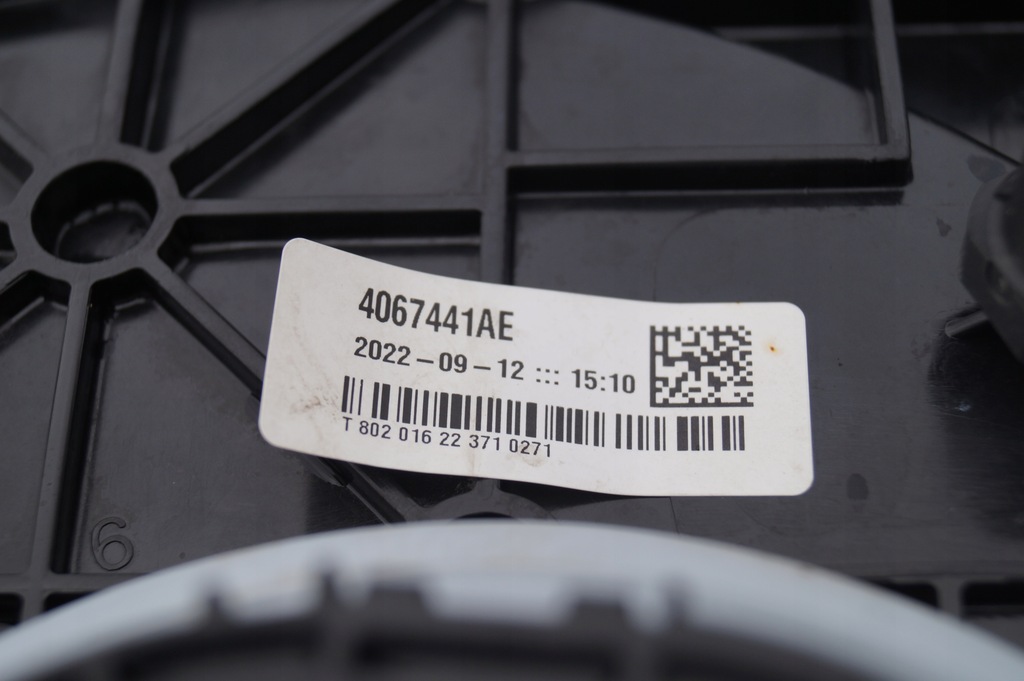 4067441AE
2022-09-12 ::: 15:10
T 802 016 22 371 0271
6